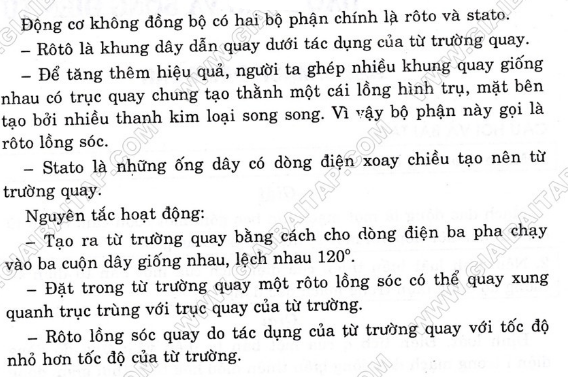 Động cơ không đồng bộ có hai bộ phận chính là rôto và stato.
– Rôtô là khung dây dẫn quay dưới tác dụng của từ trường quay.
– Để tăng thêm hiệu quả, người ta ghép nhiều khung quay giống
nhau có trục quay chung tạo thành một cái lồng hình trụ, mặt bên
tạo bởi nhiều thanh kim loại song song. Vì vậy bộ phận này gọi là
rôto lồng sóc.
– Stato là những ống dây có dòng điện xoay chiều tạo nên từ
trường quay.
Nguyên tắc hoạt động:
– Tạo ra từ trường quay bằng cách cho dòng điện ba pha chạy
vào ba cuộn dây giống nhau, lệch nhau 120°.
– Đặt trong từ trường quay một rôto lồng sóc có thể quay xung
quanh trục trùng với trục quay của từ trường.
– Rôto lồng sóc quay do tác dụng của từ trường quay với tốc độ
nhỏ hơn tốc độ của từ trường.
WWW.GIAILAIBAITAP.COM